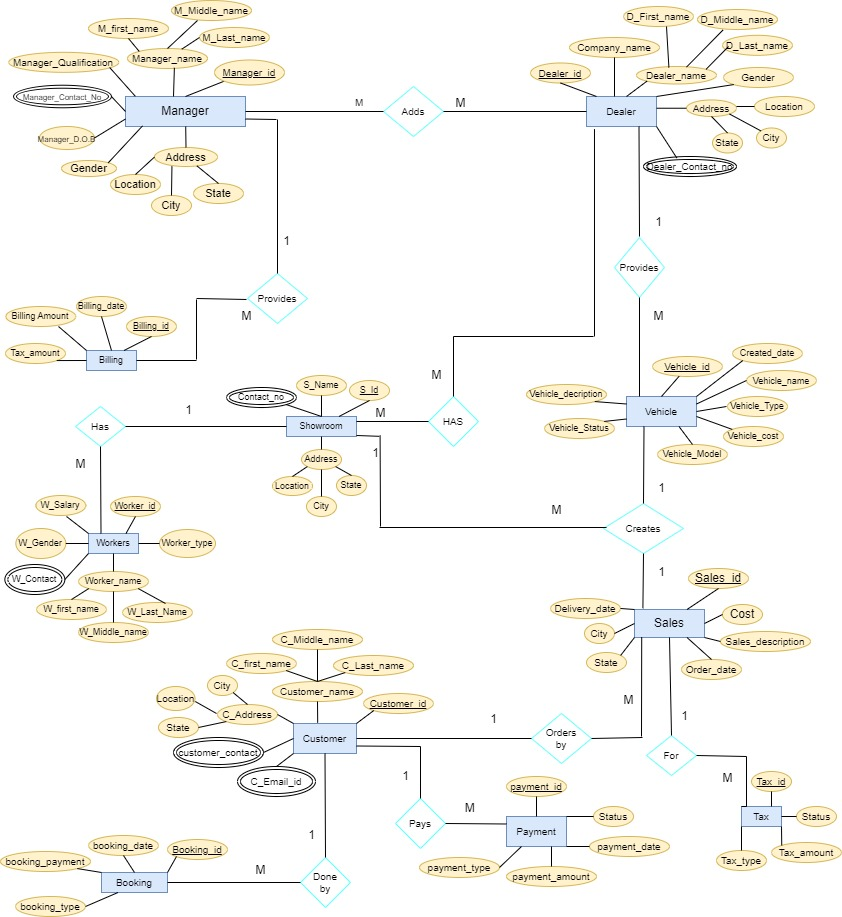 M_Middle_name
M_first_name
M_Last_name
Manager_name
Manager_Qualification
Manager_id
Manager_Contact_No
Manager
Manager_D.O.B
Gender
Address
Location
City
State
M
Adds
M
D_First_name
D_Middle_name
D_Last_name
Company_name
Dealer_id
Dealer_name
Gender
Dealer
Address
Location
City
State
Dealer_Contact_no
1
Provides
M
1
Provides
M
Billing_date
Billing Amount
Billing_id
Tax_amount
Billing
M
HAS
M
S_Name
S_Id
Contact_no
Showroom
Address
Location
State
City
1
Has
M
1
Vehicle_id
Created_date
Vehicle_name
Vehicle_decription
Vehicle
Vehicle_Type
Vehicle_Status
Vehicle_cost
Vehicle_Model
1
M
Creates
1
W_Salary
Worker_id
W_Gender
Workers
Worker_type
W_Contact
Worker_name
W_first_name
W_Last_Name
W_Middle_name
Sales_id
Delivery_date
Cost
City
Sales
Sales_description
State
Order_date
C_Middle_name
C_first_name
C_Last_name
City
Customer_name
Location
C_Address
Customer_id
State
Customer
customer_contact
C_Email_id
1
Orders
by
M
1
For
M
Tax_id
Tax
Status
Tax_type
Tax_amount
1
Pays
M
payment_id
Status
Payment
payment_date
payment_type
payment_amount
1
Done
by
M
booking_date
Booking_id
booking_payment
Booking
booking_type